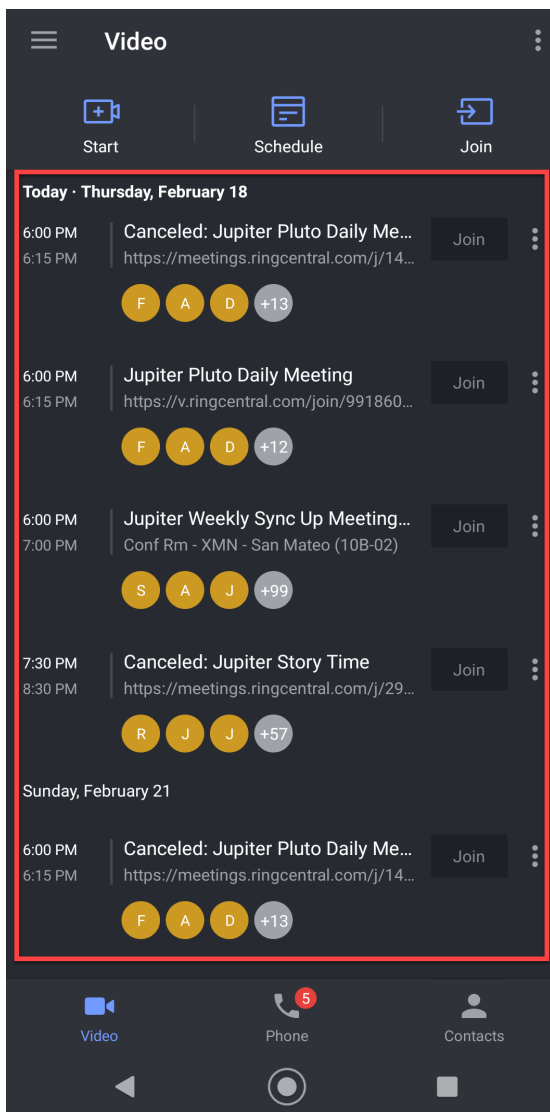 Video
Start
Schedule
Join
Today · Thursday, February 18
6:00 PM
Canceled: Jupiter Pluto Daily Me...
Join
6:15 PM
https://meetings.ringcentral.com/j/14...
F A D +13
6:00 PM
Jupiter Pluto Daily Meeting
Join
6:15 PM
https://v.ringcentral.com/join/991860...
F A D +12
6:00 PM
Jupiter Weekly Sync Up Meeting...
Join
7:00 PM
Conf Rm - XMN - San Mateo (10B-02)
S A J +99
7:30 PM
Canceled: Jupiter Story Time
Join
8:30 PM
https://meetings.ringcentral.com/j/29...
R J J +57
Sunday, February 21
6:00 PM
Canceled: Jupiter Pluto Daily Me...
Join
6:15 PM
https://meetings.ringcentral.com/j/14...
F A D +13
5
Video
Phone
Contacts